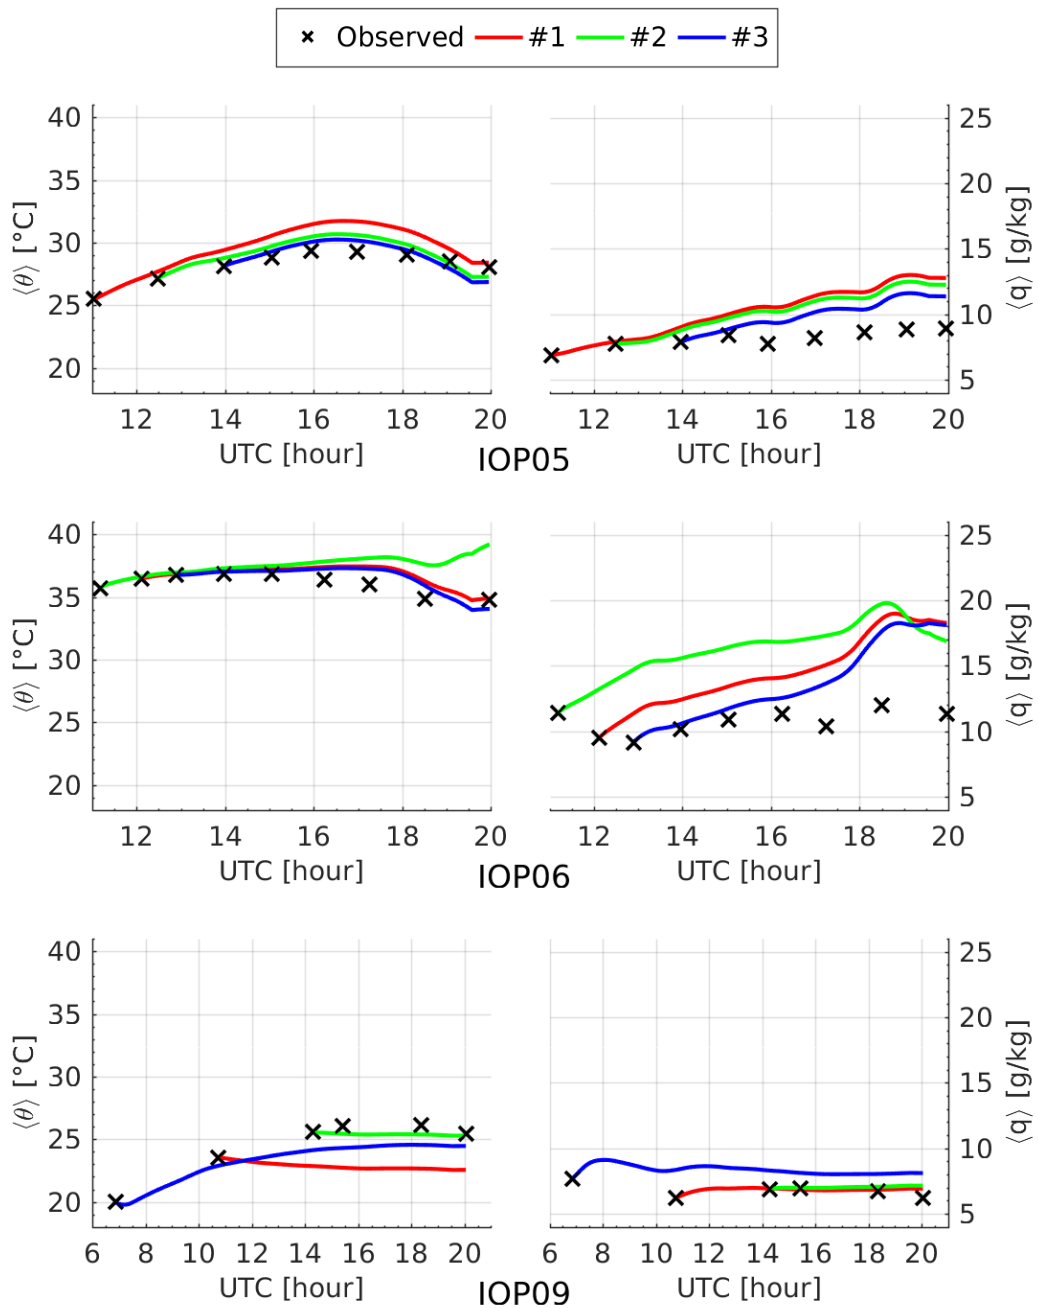 Observed #1 #2 #3
40
35
30
25
20
⟨θ⟩ [°C]
12 14 16 18 20
UTC [hour]
25
20
15
10
5
⟨q⟩ [g/kg]
12 14 16 18 20
UTC [hour]
IOP05
40
35
30
25
20
⟨θ⟩ [°C]
12 14 16 18 20
UTC [hour]
25
20
15
10
5
⟨q⟩ [g/kg]
12 14 16 18 20
UTC [hour]
IOP06
40
35
30
25
20
⟨θ⟩ [°C]
6 8 10 12 14 16 18 20
UTC [hour]
25
20
15
10
5
⟨q⟩ [g/kg]
6 8 10 12 14 16 18 20
UTC [hour]
IOP09